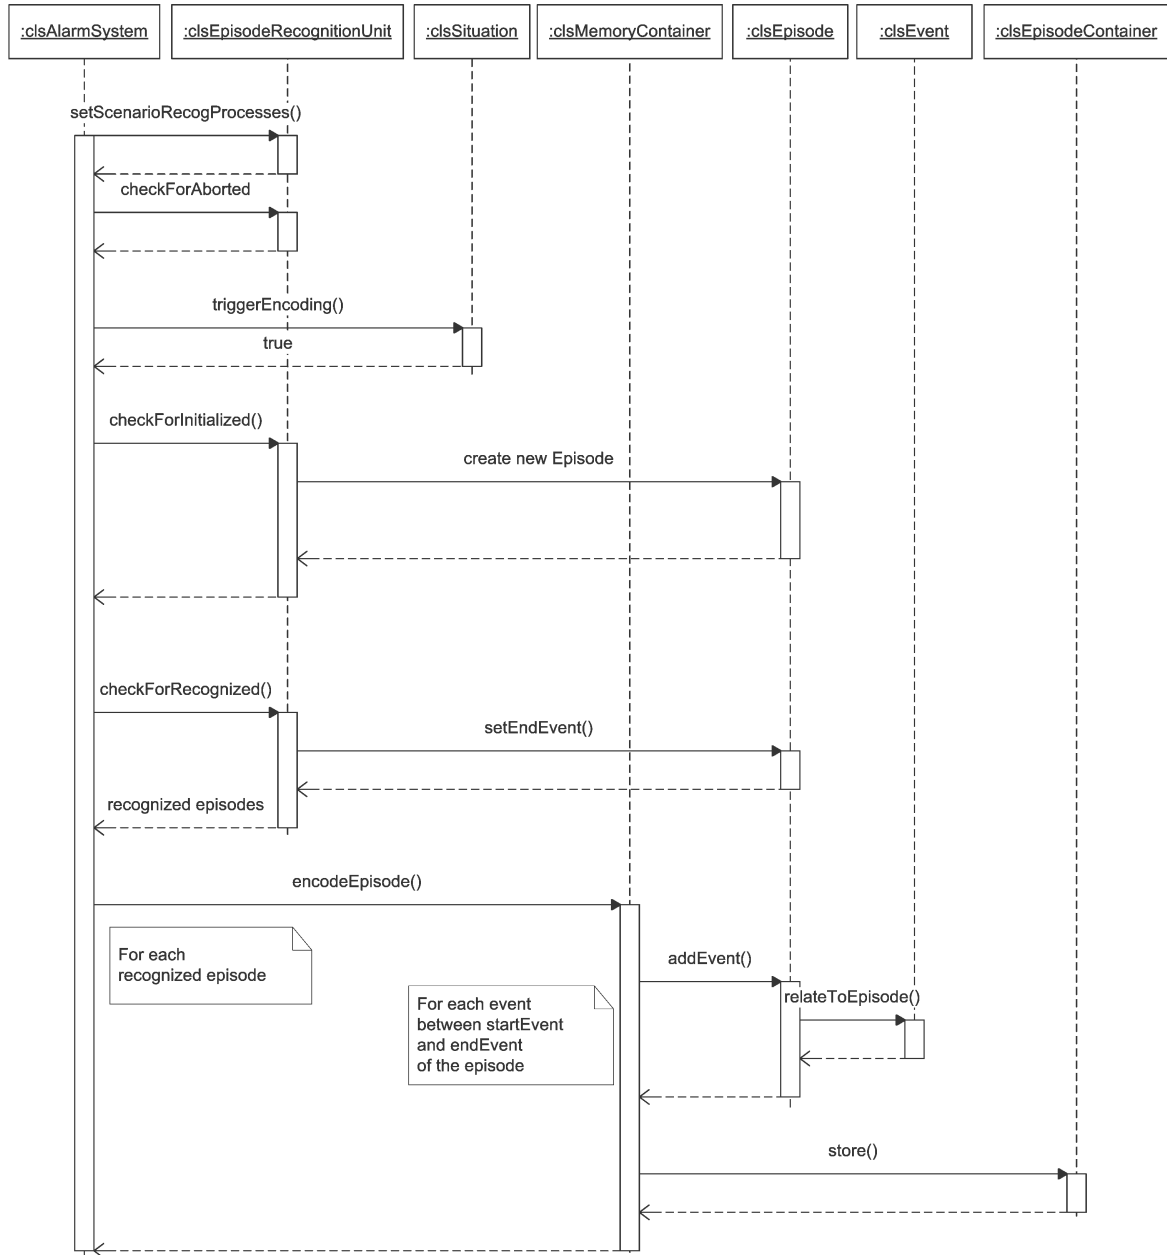 :clsAlarmSystem
:clsEpisodeRecognitionUnit
:clsSituation
:clsMemoryContainer
:clsEpisode
:clsEvent
:clsEpisodeContainer
setScenarioRecogProcesses()
checkForAborted
triggerEncoding()
true
checkForInitialized()
create new Episode
checkForRecognized()
setEndEvent()
recognized episodes
encodeEpisode()
For each
recognized episode
addEvent()
relateToEpisode()
For each event
between startEvent
and endEvent
of the episode
store()